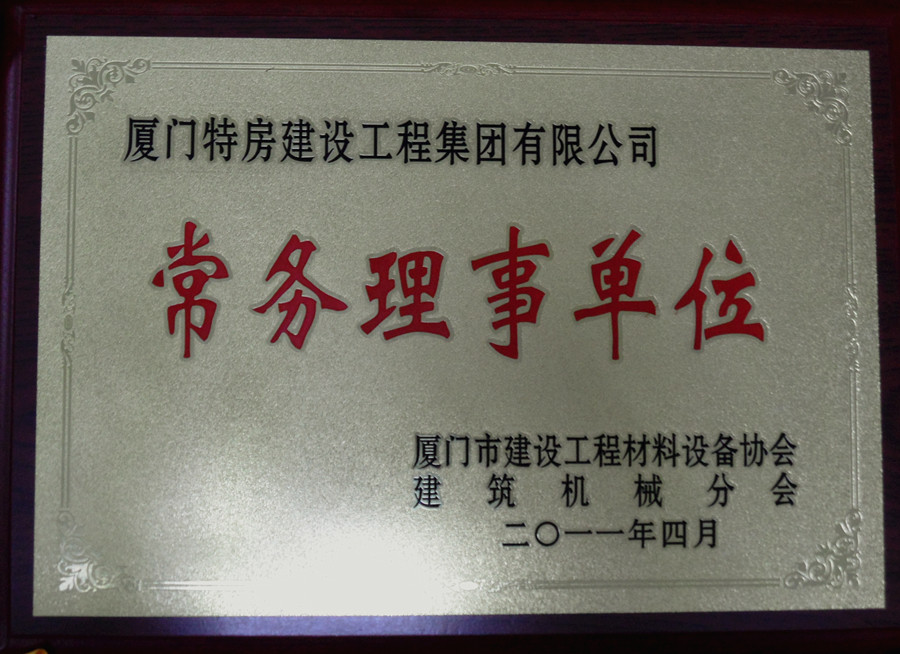 厦门特房建设工程集团有限公司
常务理事单位
厦门市建设工程材料设备协会
建筑机械分会
二〇一一年四月